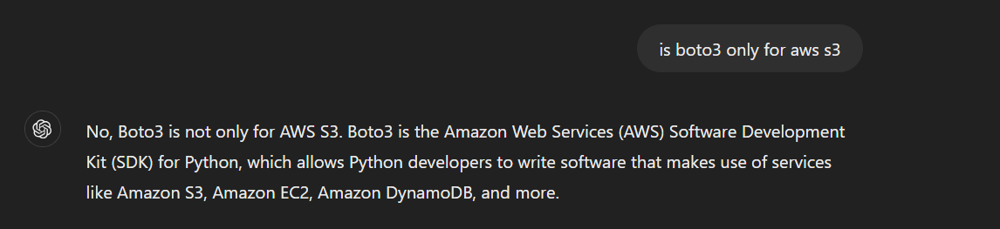 is boto3 only for aws s3
No, Boto3 is not only for AWS S3. Boto3 is the Amazon Web Services (AWS) Software Development
Kit (SDK) for Python, which allows Python developers to write software that makes use of services
like Amazon S3, Amazon EC2, Amazon DynamoDB, and more.